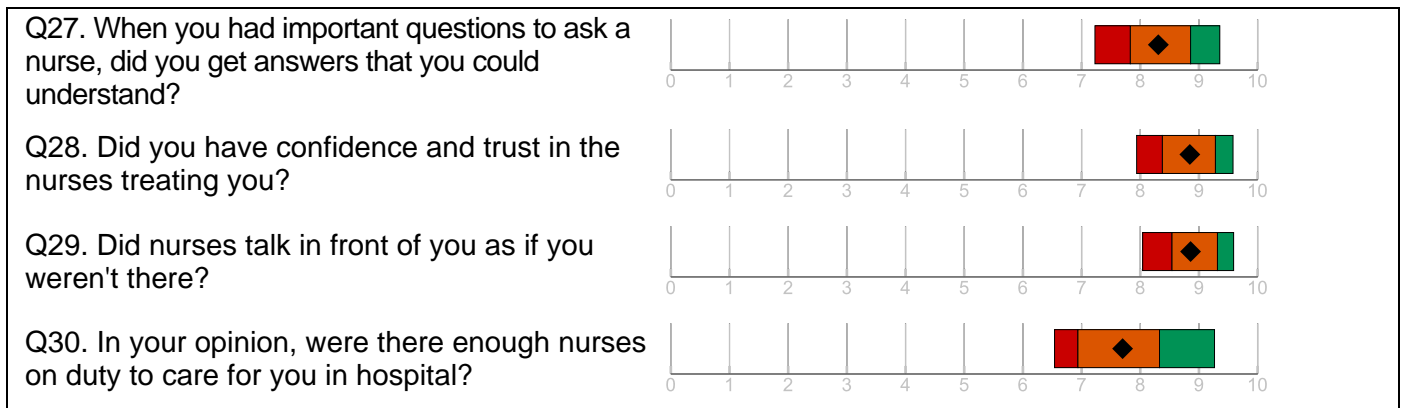 Q27. When you had important questions to ask a
nurse, did you get answers that you could
understand?
0 1 2 3 4 5 6 7 8 9 10
Q28. Did you have confidence and trust in the
nurses treating you?
0 1 2 3 4 5 6 7 8 9 10
Q29. Did nurses talk in front of you as if you
weren't there?
0 1 2 3 4 5 6 7 8 9 10
Q30. In your opinion, were there enough nurses
on duty to care for you in hospital?
0 1 2 3 4 5 6 7 8 9 10